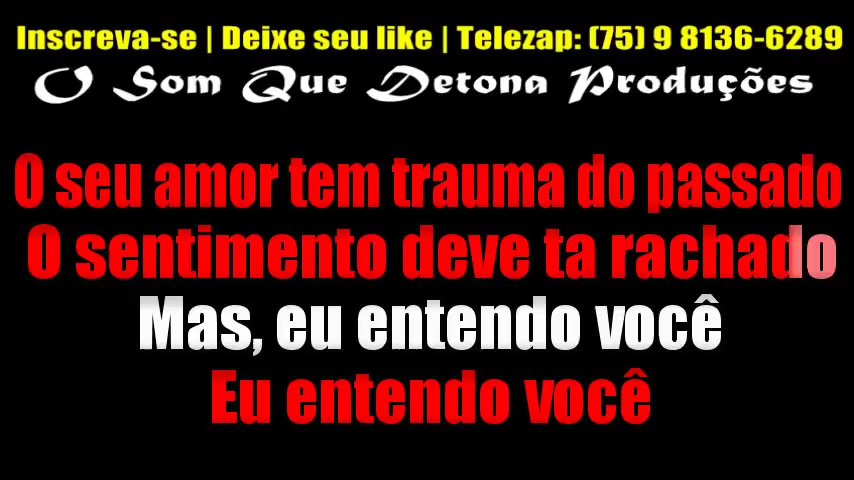 Inscreva-se | Deixe seu like | Telezap: (75) 9 8136-6289
O Som Que Detona Produções
O seu amor tem trauma do passado
O sentimento deve ta rachado
Mas, eu entendo você
Eu entendo você